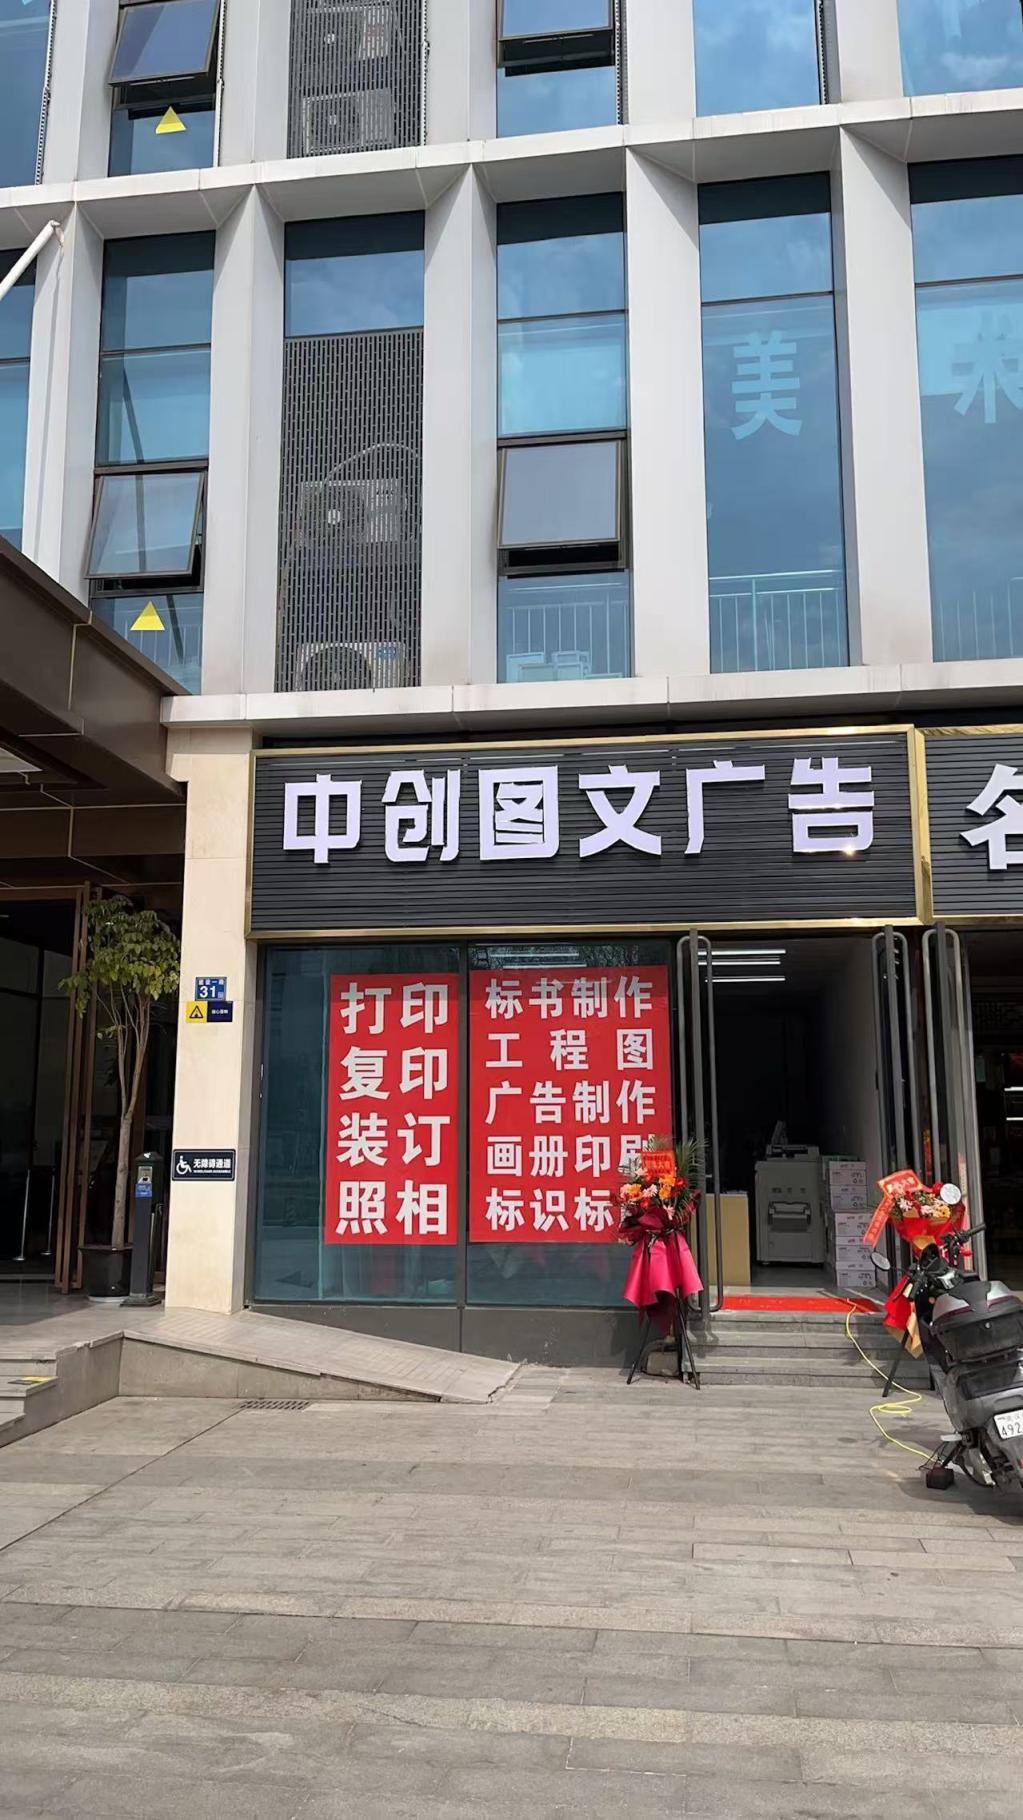 美
中创图文广告
名
31
无障碍通道
打印
复印
装订
照相
标书制作
工程图
广告制作
画册印刷
标识标
492